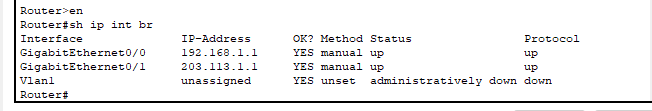 Router>en
Router#sh ip int br
Interface              IP-Address      OK? Method Status                Protocol
GigabitEthernet0/0     192.168.1.1     YES manual up                    up
GigabitEthernet0/1     203.113.1.1     YES manual up                    up
Vlan1                  unassigned      YES unset  administratively down down
Router#